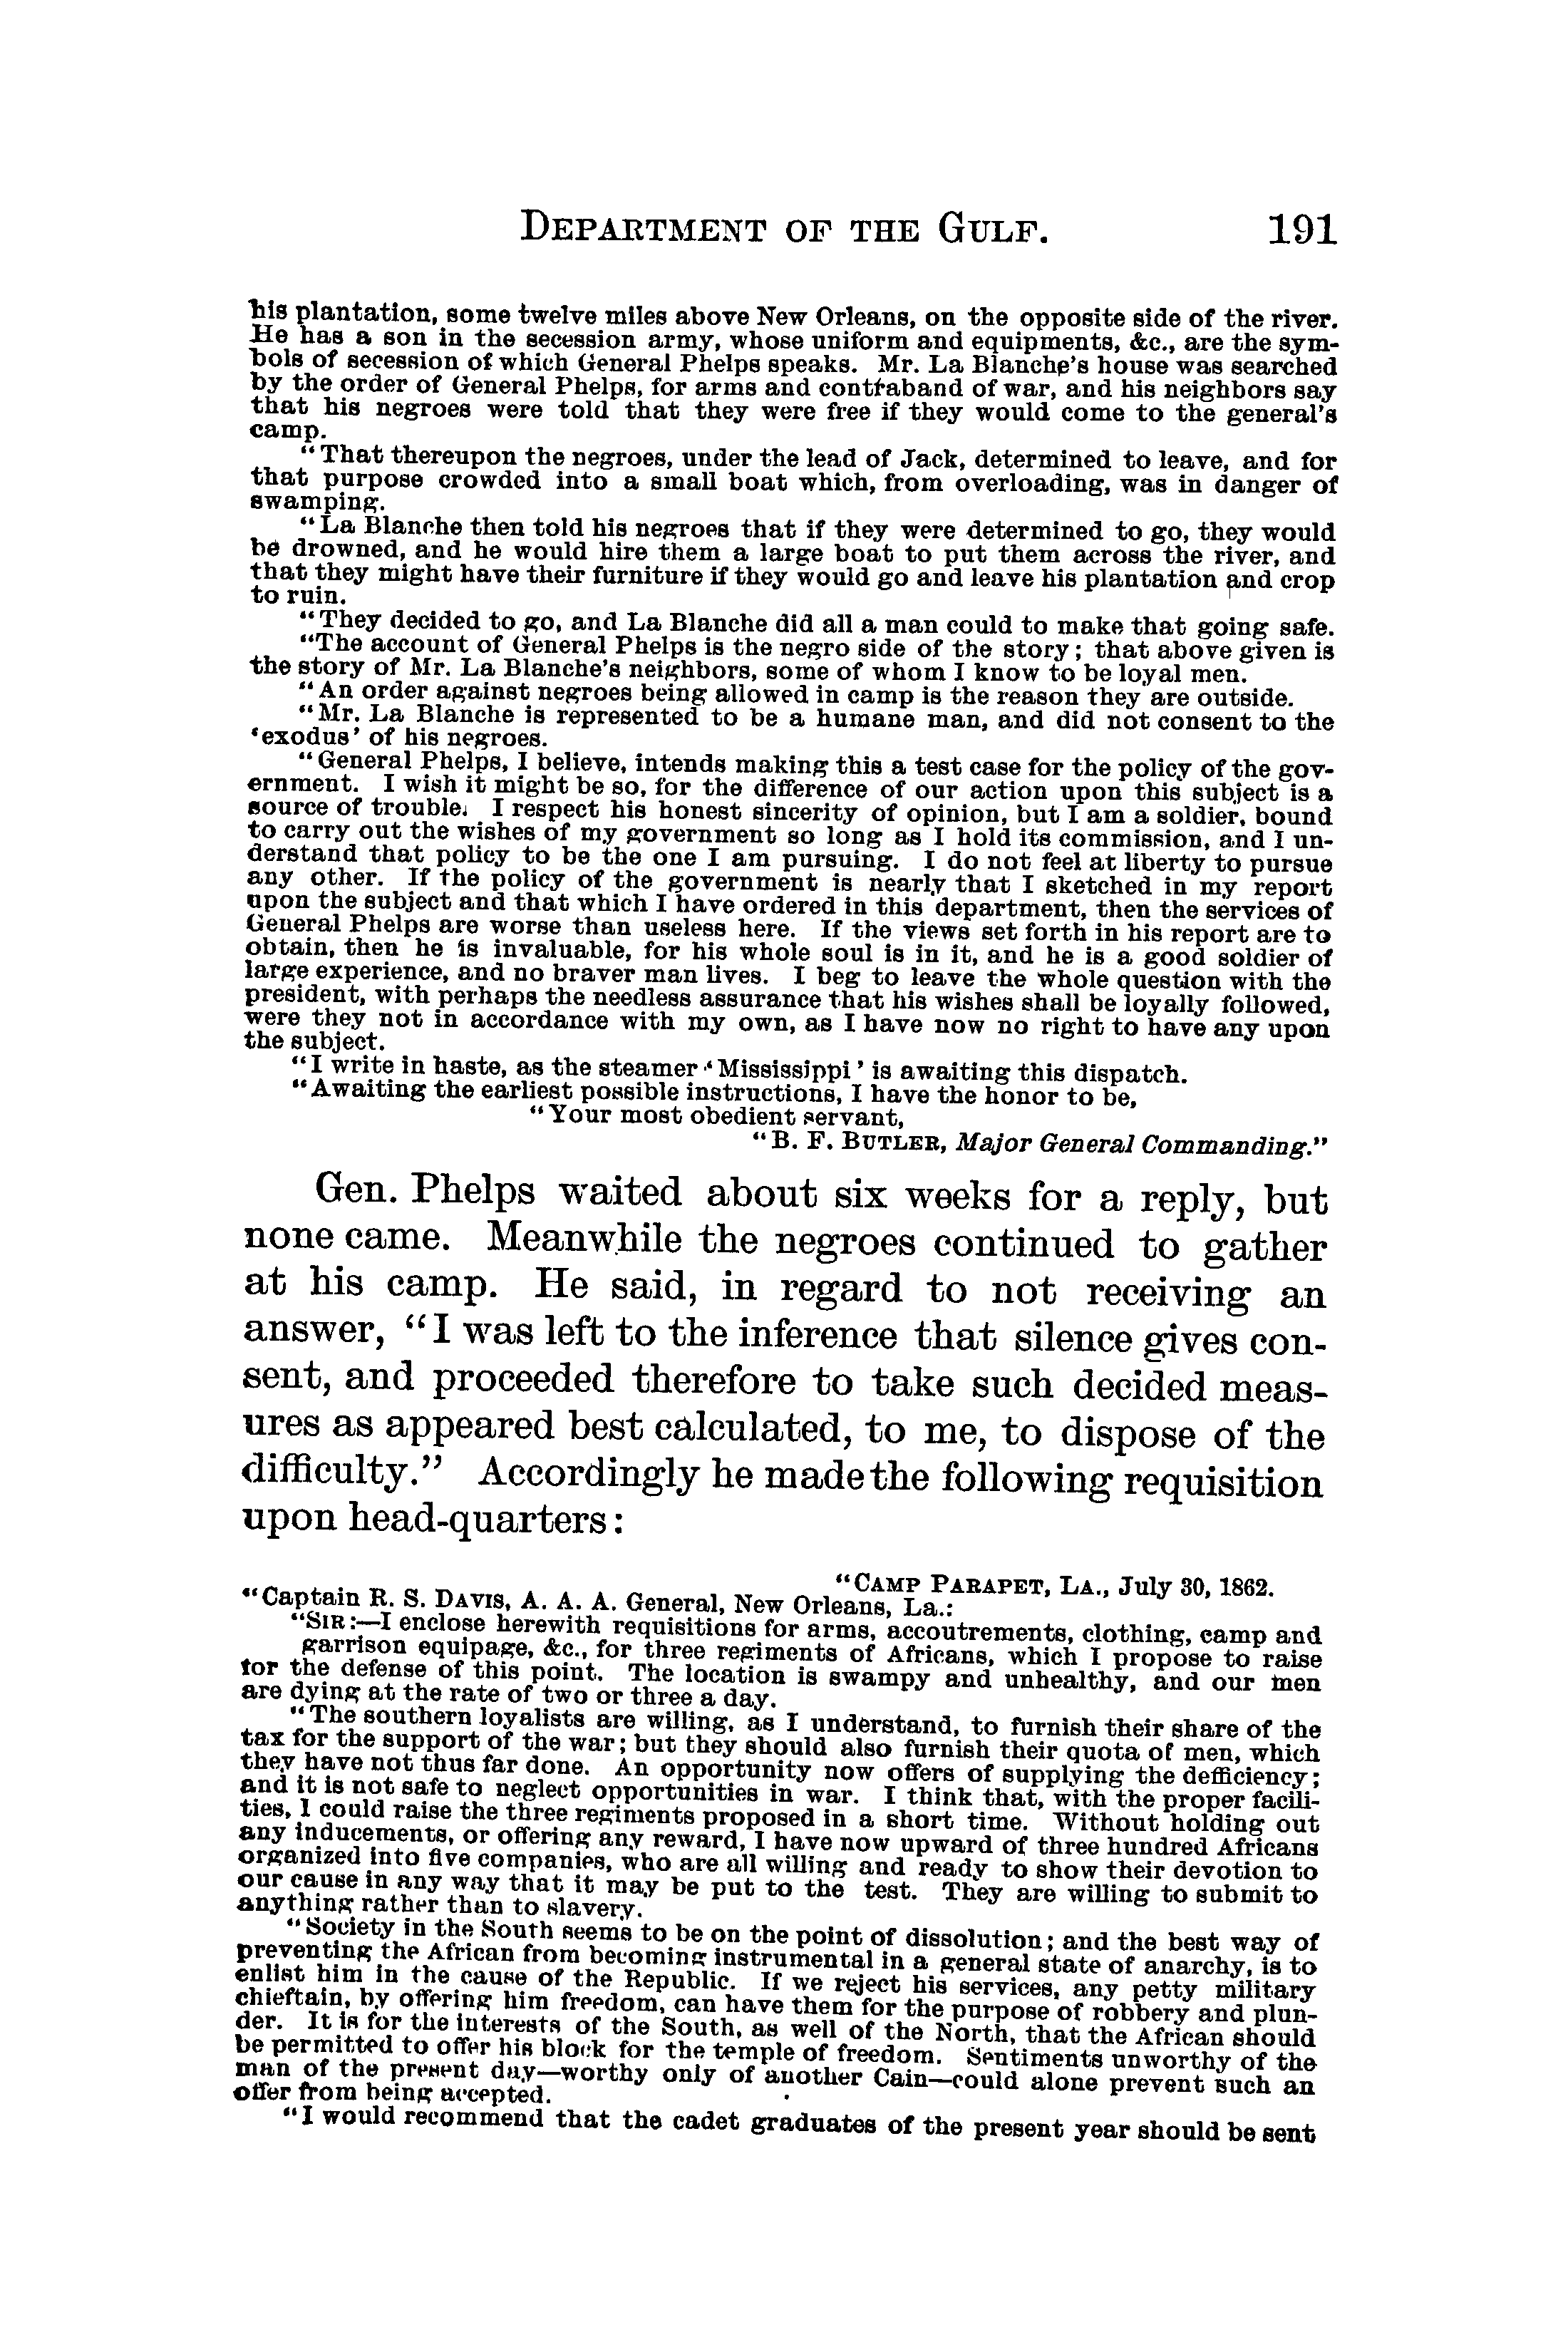 DEPARTMENT OF THE GULF. 191
his plantation, some twelve miles above New Orleans, on the opposite side of the river.
He has a son in the secession army, whose uniform and equipments, &c., are the sym-
bols of secession of which General Phelps speaks. Mr. La Blanche's house was searched
by the order of General Phelps, for arms and contraband of war, and his neighbors say
that his negroes were told that they were free if they would come to the general's
camp.
"That thereupon the negroes, under the lead of Jack, determined to leave, and for
that purpose crowded into a small boat which, from overloading, was in danger of
swamping.
"La Blanche then told his negroes that if they were determined to go, they would
be drowned, and he would hire them a large boat to put them across the river, and
that they might have their furniture if they would go and leave his plantation and crop
to ruin.
"They decided to go, and La Blanche did all a man could to make that going safe.
"The account of General Phelps is the negro side of the story; that above given is
the story of Mr. La Blanche's neighbors, some of whom I know to be loyal men.
"An order against negroes being allowed in camp is the reason they are outside.
"Mr. La Blanche is represented to be a humane man, and did not consent to the
'exodus' of his negroes.
"General Phelps, I believe, intends making this a test case for the policy of the gov-
ernment. I wish it might be so, for the difference of our action upon this subject is a
source of trouble. I respect his honest sincerity of opinion, but I am a soldier, bound
to carry out the wishes of my government so long as I hold its commission, and I un-
derstand that policy to be the one I am pursuing. I do not feel at liberty to pursue
any other. If the policy of the government is nearly that I sketched in my report
upon the subject and that which I have ordered in this department, then the services of
General Phelps are worse than useless here. If the views set forth in his report are to
obtain, then he is invaluable, for his whole soul is in it, and he is a good soldier of
large experience, and no braver man lives. I beg to leave the whole question with the
president, with perhaps the needless assurance that his wishes shall be loyally followed,
were they not in accordance with my own, as I have now no right to have any upon
the subject.
"I write in haste, as the steamer 'Mississippi' is awaiting this dispatch.
"Awaiting the earliest possible instructions, I have the honor to be,
"Your most obedient servant,
"B. F. BUTLER, Major General Commanding."
Gen. Phelps waited about six weeks for a reply, but
none came. Meanwhile the negroes continued to gather
at his camp. He said, in regard to not receiving an
answer, "I was left to the inference that silence gives con-
sent, and proceeded therefore to take such decided meas-
ures as appeared best calculated, to me, to dispose of the
difficulty." Accordingly he made the following requisition
upon head-quarters:
"CAMP PARAPET, LA., July 30, 1862.
"Captain R. S. DAVIS, A. A. A. General, New Orleans, La.:
"SIR:—I enclose herewith requisitions for arms, accoutrements, clothing, camp and
garrison equipage, &c., for three regiments of Africans, which I propose to raise
for the defense of this point. The location is swampy and unhealthy, and our men
are dying at the rate of two or three a day.
"The southern loyalists are willing, as I understand, to furnish their share of the
tax for the support of the war; but they should also furnish their quota of men, which
they have not thus far done. An opportunity now offers of supplying the defficiency;
and it is not safe to neglect opportunities in war. I think that, with the proper facili-
ties, I could raise the three regiments proposed in a short time. Without holding out
any inducements, or offering any reward, I have now upward of three hundred Africans
organized into five companies, who are all willing and ready to show their devotion to
our cause in any way that it may be put to the test. They are willing to submit to
anything rather than to slavery.
"Society in the South seems to be on the point of dissolution; and the best way of
preventing the African from becoming instrumental in a general state of anarchy, is to
enlist him in the cause of the Republic. If we reject his services, any petty military
chieftain, by offering him freedom, can have them for the purpose of robbery and plun-
der. It is for the interests of the South, as well of the North, that the African should
be permitted to offer his block for the temple of freedom. Sentiments unworthy of the
man of the present day—worthy only of another Cain—could alone prevent such an
offer from being accepted.
"I would recommend that the cadet graduates of the present year should be sent